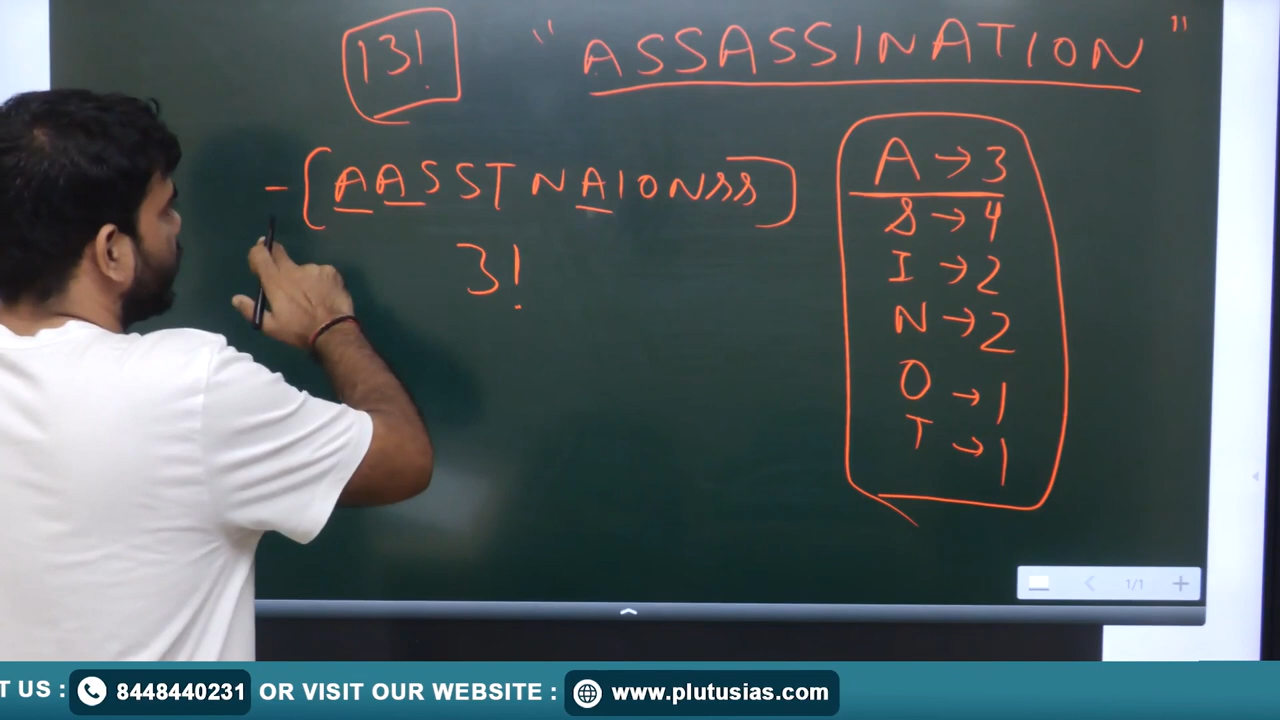 13! " ASSASSINATION "
- [ A A S S T N A I O N S S ]
3!
A → 3
S → 4
I → 2
N → 2
O → 1
T → 1
1/1
T US : 8448440231 OR VISIT OUR WEBSITE : www.plutusias.com